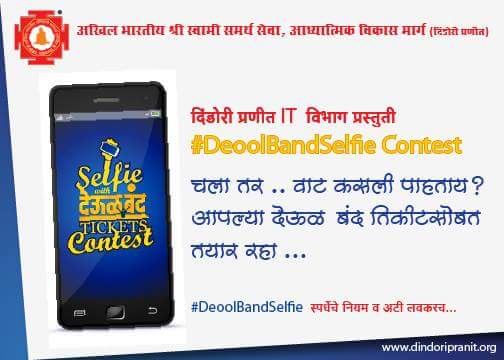 अखिल भारतीय श्री स्वामी समर्थ सेवा, आध्यात्मिक विकास मार्ग (दिंडोरी प्रणीत)
दिंडोरी प्रणीत IT विभाग प्रस्तुती
#DeoolBandSelfie Contest
चला तर .. वाट कसली पाहताय?
आपल्या देऊळ बंद तिकीटसोबत
तयार रहा ...
Selfie
with
देऊळ बंद
TICKETS
Contest
#DeoolBandSelfie स्पर्धेचे नियम व अटी लवकरच...
www.dindoripranit.org